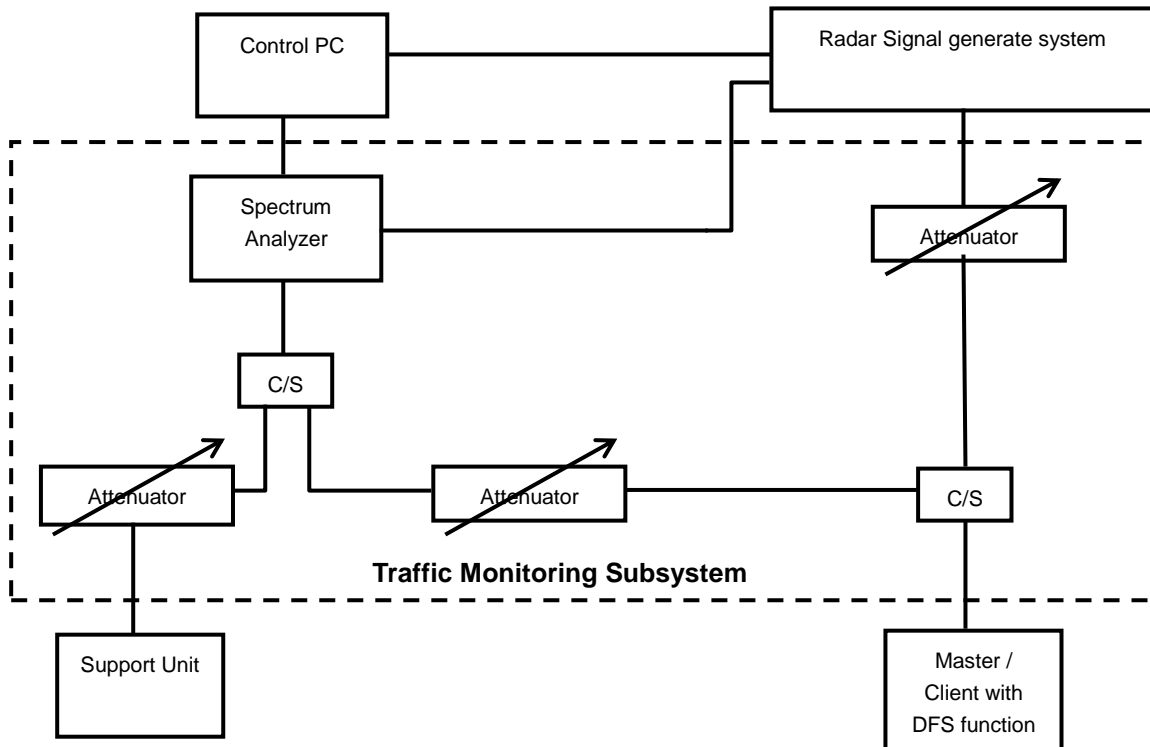 Control PC
Radar Signal generate system
Spectrum
Analyzer
Attenuator
C/S
Attenuator
Attenuator
C/S
Traffic Monitoring Subsystem
Support Unit
Master /
Client with
DFS function